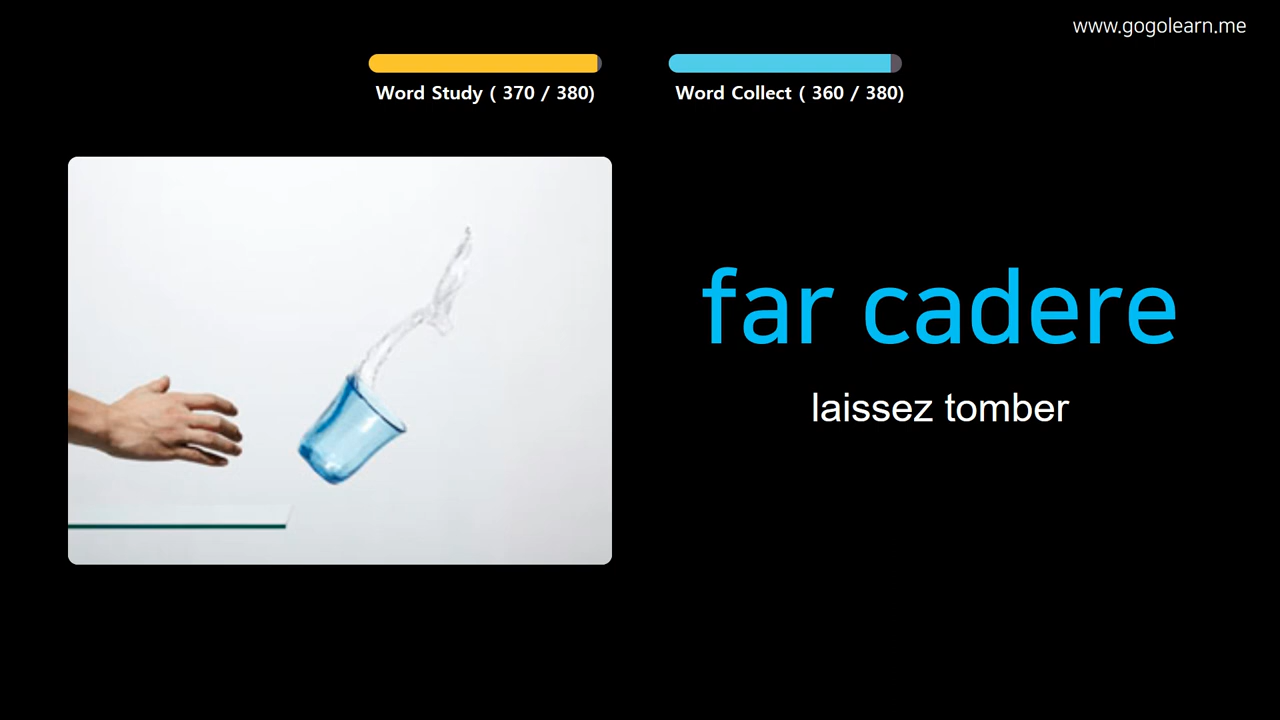 www.gogolearn.me
Word Study ( 370 / 380)
Word Collect ( 360 / 380)
far cadere
laissez tomber